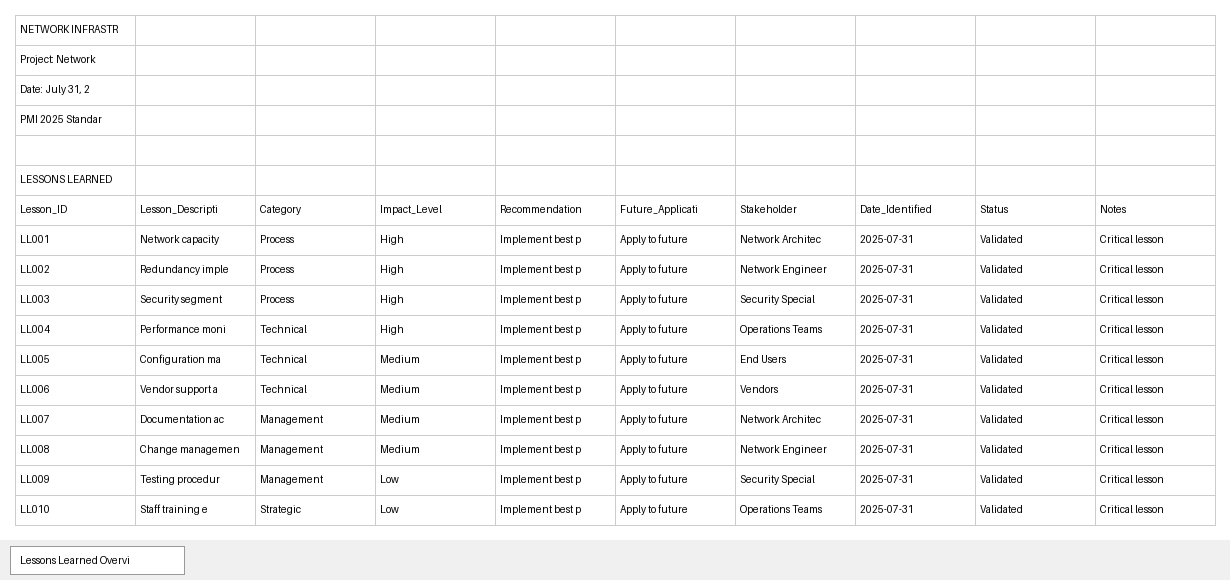 NETWORK INFRASTR
Project: Network
Date: July 31, 2
PMI 2025 Standar
LESSONS LEARNED
Lesson_ID Lesson_Descripti Category Impact_Level Recommendation Future_Applicati Stakeholder Date_Identified Status Notes
LL001 Network capacity Process High Implement best p Apply to future Network Architec 2025-07-31 Validated Critical lesson
LL002 Redundancy imple Process High Implement best p Apply to future Network Engineer 2025-07-31 Validated Critical lesson
LL003 Security segment Process High Implement best p Apply to future Security Special 2025-07-31 Validated Critical lesson
LL004 Performance moni Technical High Implement best p Apply to future Operations Teams 2025-07-31 Validated Critical lesson
LL005 Configuration ma Technical Medium Implement best p Apply to future End Users 2025-07-31 Validated Critical lesson
LL006 Vendor support a Technical Medium Implement best p Apply to future Vendors 2025-07-31 Validated Critical lesson
LL007 Documentation ac Management Medium Implement best p Apply to future Network Architec 2025-07-31 Validated Critical lesson
LL008 Change managemen Management Medium Implement best p Apply to future Network Engineer 2025-07-31 Validated Critical lesson
LL009 Testing procedur Management Low Implement best p Apply to future Security Special 2025-07-31 Validated Critical lesson
LL010 Staff training e Strategic Low Implement best p Apply to future Operations Teams 2025-07-31 Validated Critical lesson
Lessons Learned Overvi